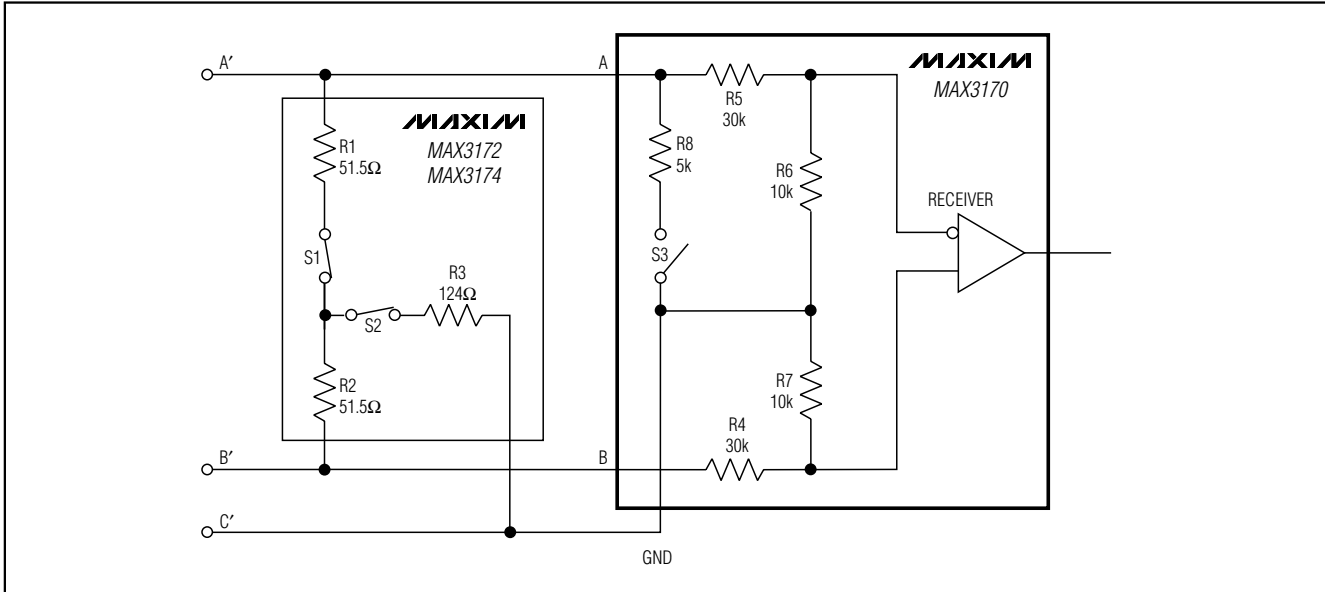 A′
A
MAXIM
MAX3170
R5
30k
MAXIM
MAX3172
MAX3174
R1
51.5Ω
R8
5k
R6
10k
RECEIVER
S1
S3
R3
124Ω
S2
R2
51.5Ω
R7
10k
R4
30k
B′
B
C′
GND